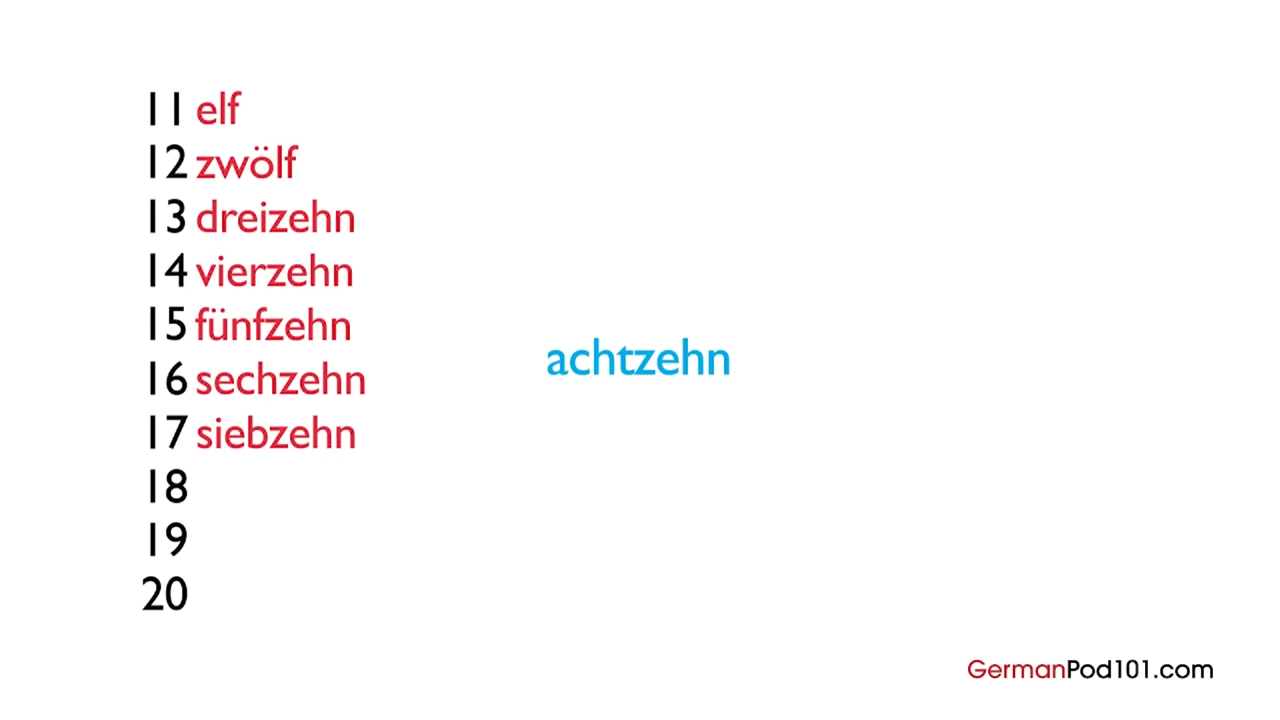 11 elf
12 zwölf
13 dreizehn
14 vierzehn
15 fünfzehn
16 sechzehn
17 siebzehn
18
19
20
achtzehn
GermanPod101.com